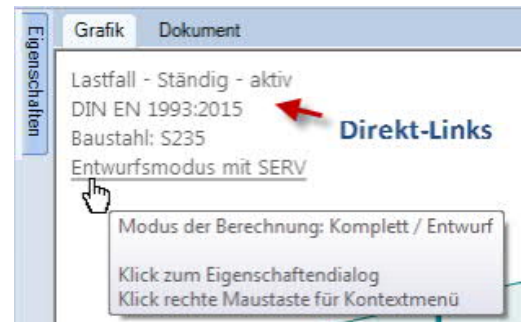 Eigenschaften
Grafik Dokument
Lastfall - Ständig - aktiv
DIN EN 1993:2015
Baustahl: S235
Direkt-Links
Entwurfsmodus mit SERV
Modus der Berechnung: Komplett / Entwurf
Klick zum Eigenschaftendialog
Klick rechte Maustaste für Kontextmenü